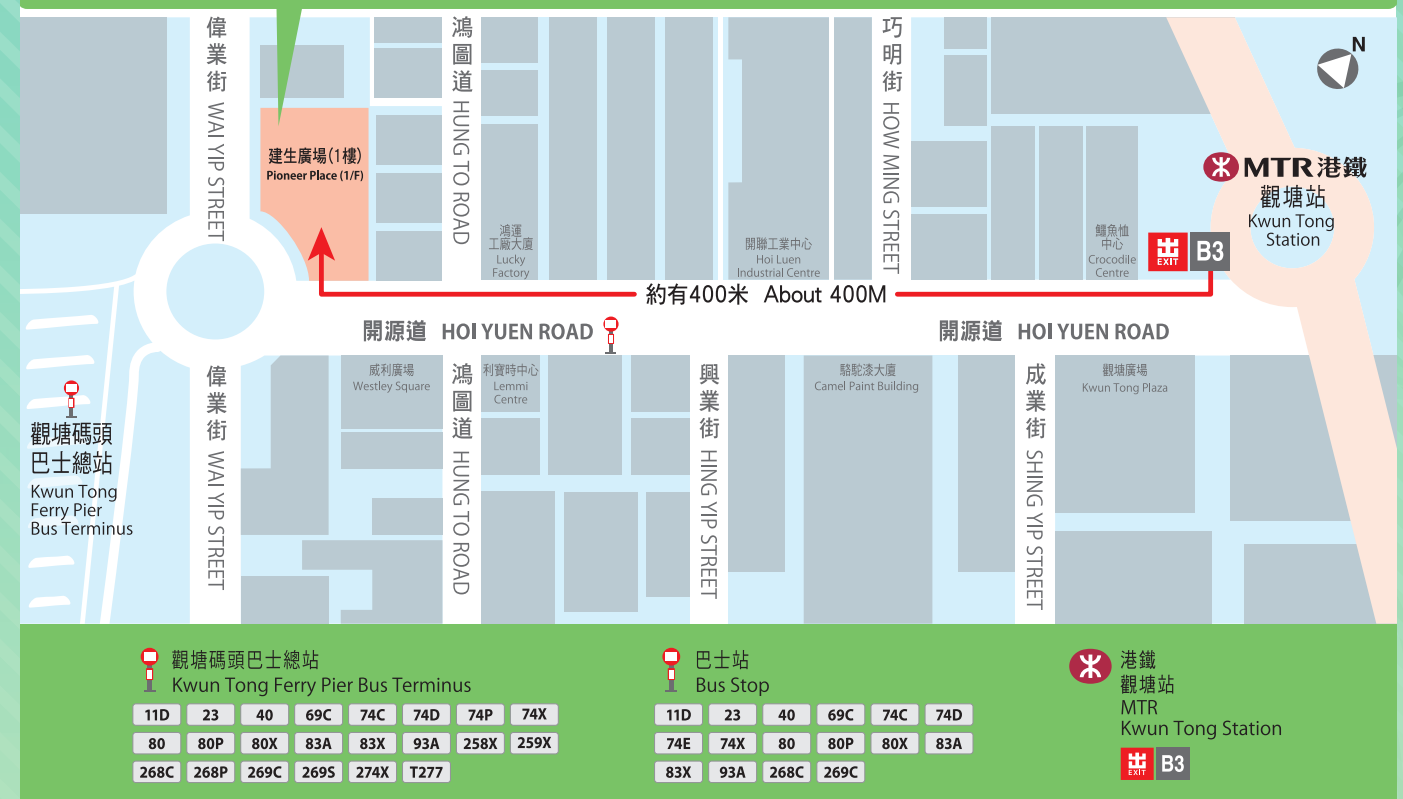 偉業街 WAI YIP STREET
鴻圖道 HUNG TO ROAD
巧明街 HOW MING STREET
N
建生廣場(1樓)
Pioneer Place (1/F)
MTR 港鐵
觀塘站
Kwun Tong
Station
鴻運
工廠大廈
Lucky
Factory
開聯工業中心
Hoi Luen
Industrial Centre
鱷魚恤
中心
Crocodile
Centre
出
EXIT
B3
約有400米 About 400M
開源道 HOI YUEN ROAD
開源道 HOI YUEN ROAD
偉業街 WAI YIP STREET
威利廣場
Westley Square
鴻圖道 HUNG TO ROAD
利寶時中心
Lemmi
Centre
興業街 HING YIP STREET
駱駝漆大廈
Camel Paint Building
成業街 SHING YIP STREET
觀塘廣場
Kwun Tong Plaza
觀塘碼頭
巴士總站
Kwun Tong
Ferry Pier
Bus Terminus
觀塘碼頭巴士總站
Kwun Tong Ferry Pier Bus Terminus
11D 23 40 69C 74C 74D 74P 74X
80 80P 80X 83A 83X 93A 258X 259X
268C 268P 269C 269S 274X T277
巴士站
Bus Stop
11D 23 40 69C 74C 74D
74E 74X 80 80P 80X 83A
83X 93A 268C 269C
港鐵
觀塘站
MTR
Kwun Tong Station
出
EXIT
B3